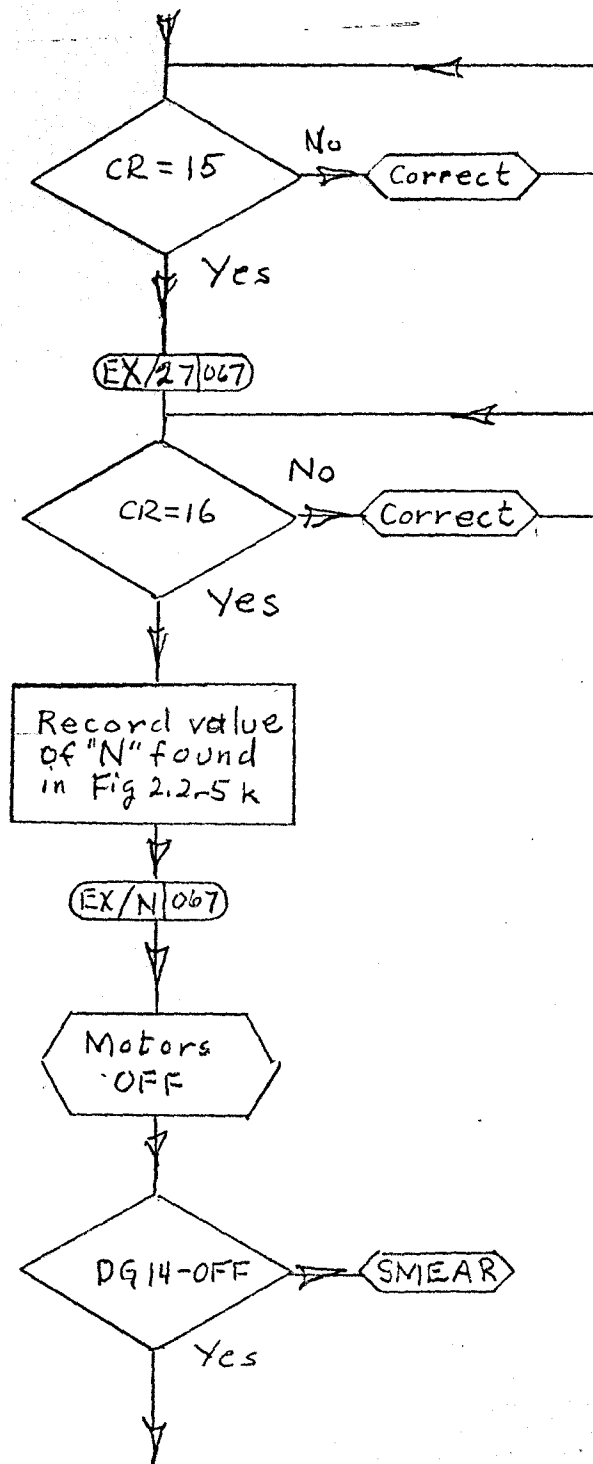 CR = 15
No
Correct
Yes
EX/27|067
CR=16
No
Correct
Yes
Record value
of "N" found
in Fig 2.2-5 k
EX/N|067
Motors
OFF
DG14-OFF
SMEAR
Yes